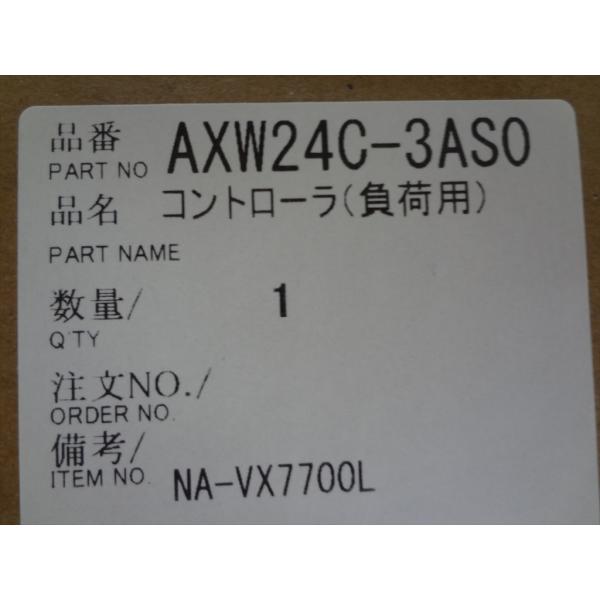 品番 AXW24C-3AS0
PART NO
品名 コントローラ(負荷用)
PART NAME
数量/ 1
Q'TY
注文NO./
ORDER NO.
備考/
ITEM NO. NA-VX7700L